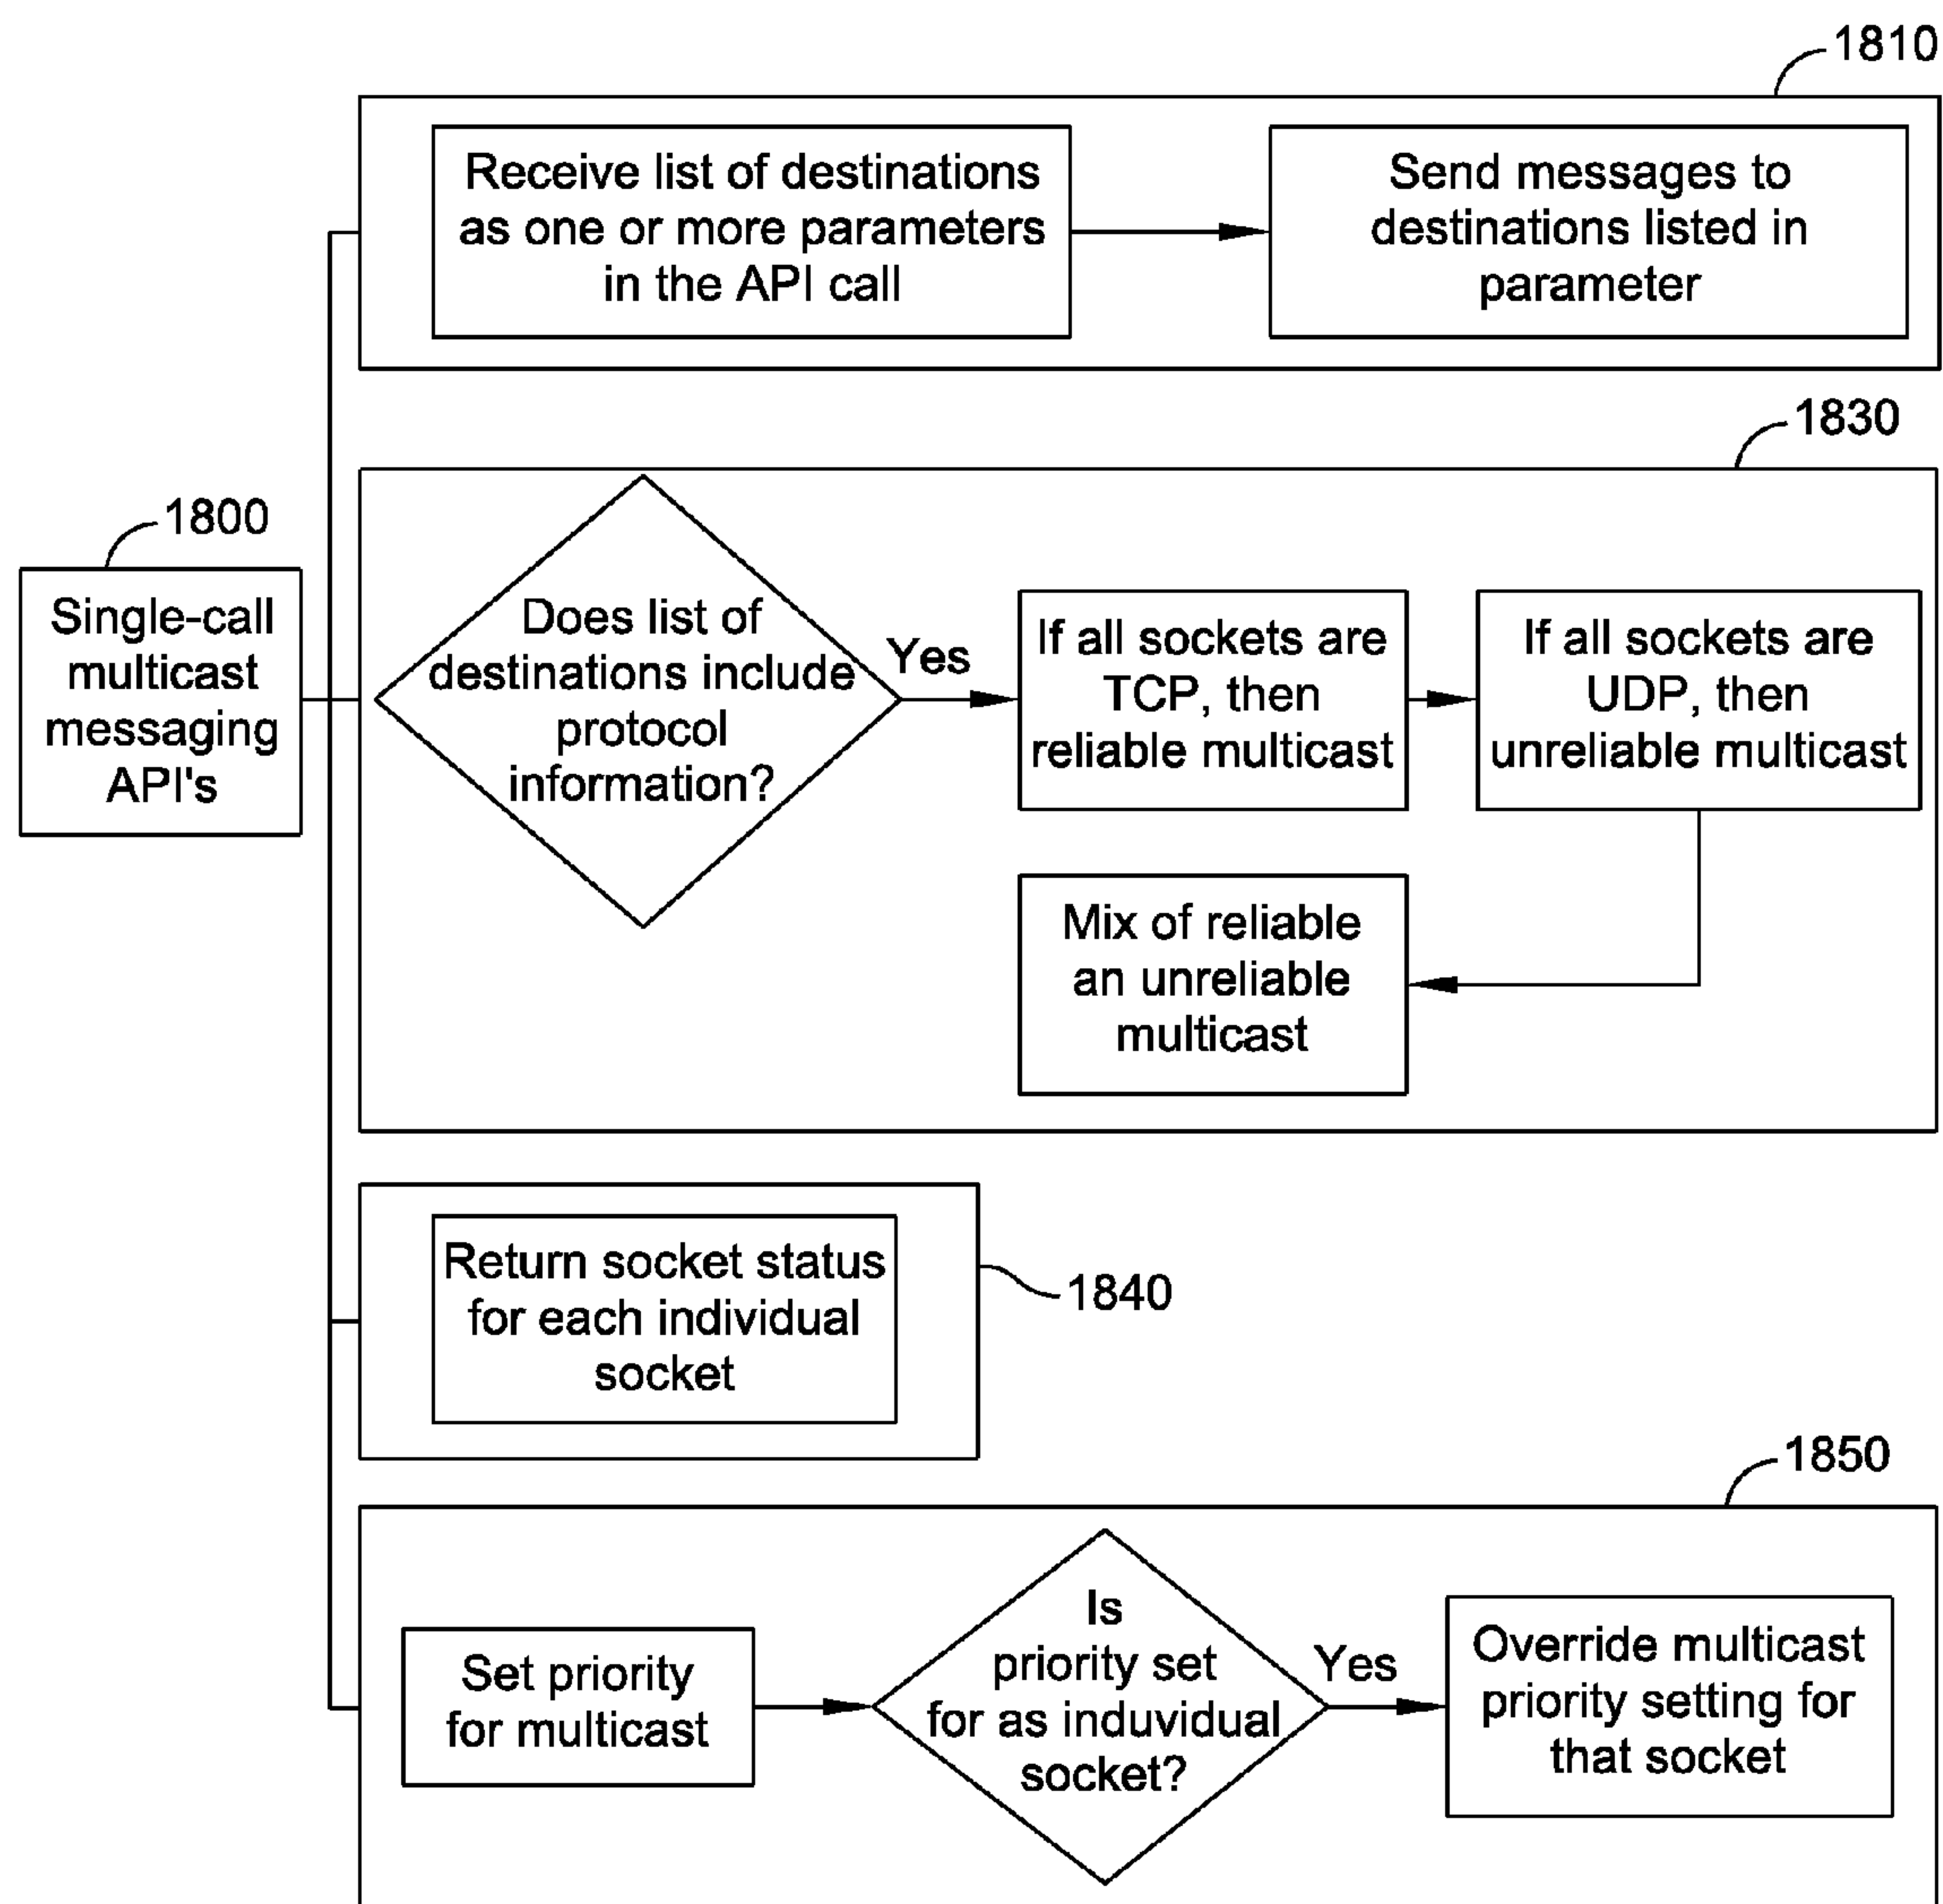 1810
Receive list of destinations
as one or more parameters
in the API call
Send messages to
destinations listed in
parameter
1830
1800
Single-call
multicast
messaging
API's
Does list of
destinations include
protocol
information?
Yes
If all sockets are
TCP, then
reliable multicast
If all sockets are
UDP, then
unreliable multicast
Mix of reliable
an unreliable
multicast
Return socket status
for each individual
socket
1840
1850
Set priority
for multicast
Is
priority set
for as induvidual
socket?
Yes
Override multicast
priority setting for
that socket